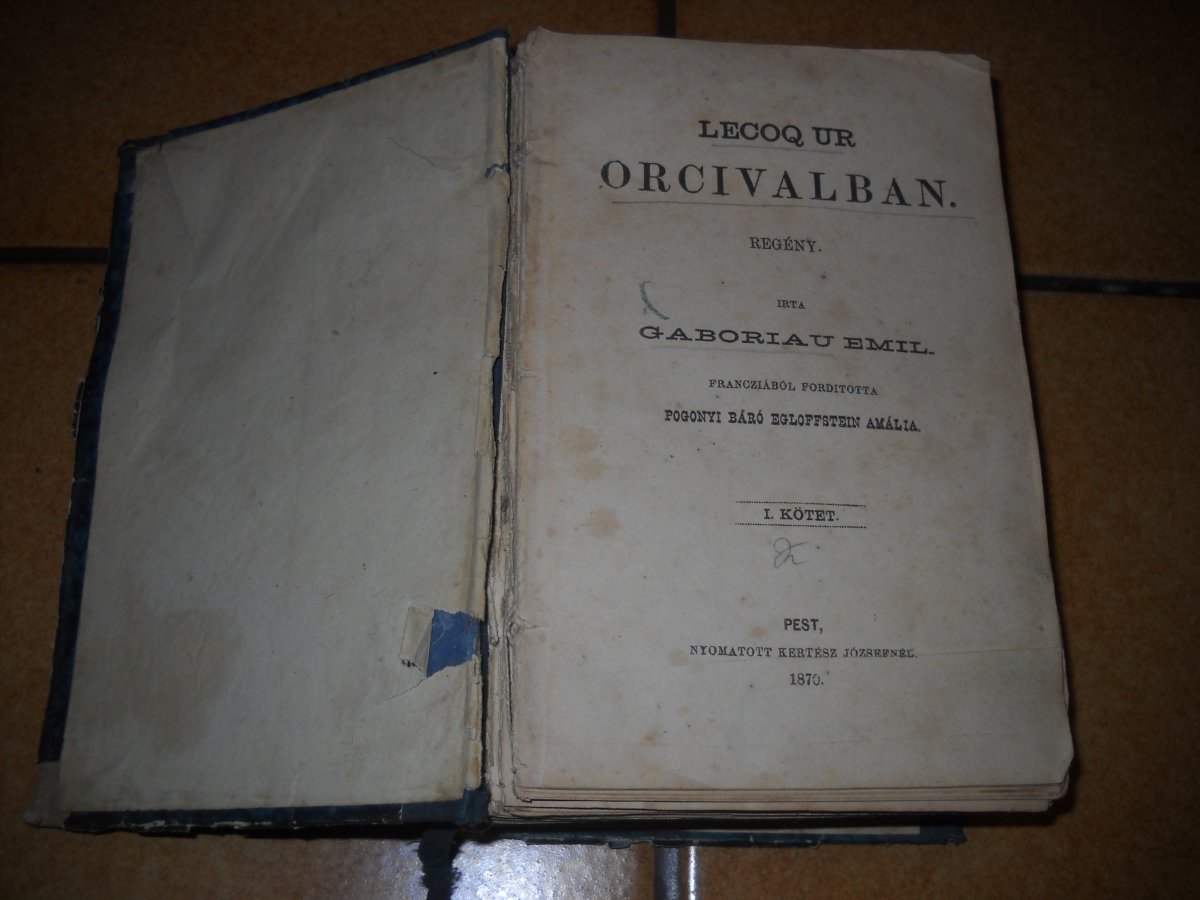 LECOQ UR
ORCIVALBAN.
REGÉNY.
IRTA
GABORIAU EMIL.
FRANCZIÁBÓL FORDITOTTA
POGONYI BÁRÓ EGLOFFSTEIN AMÁLIA.
I. KÖTET.
PEST,
NYOMATOTT KERTÉSZ JÓZSEFNÉL.
1870.